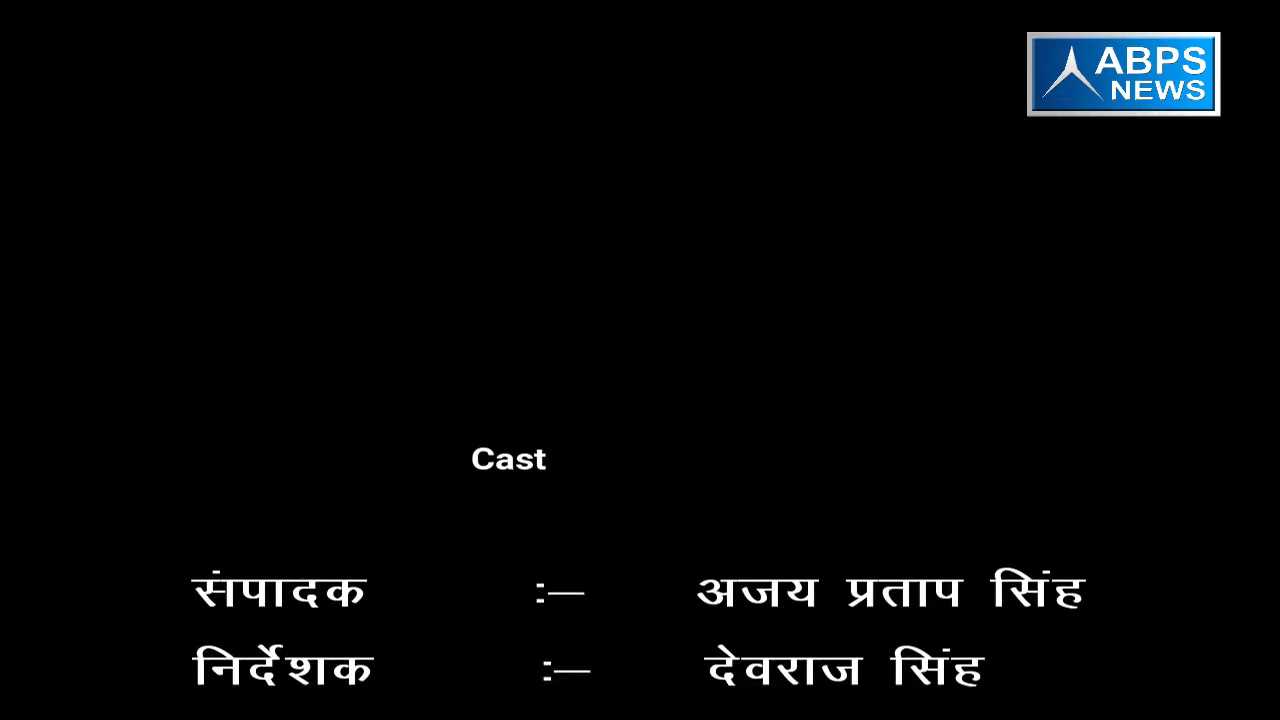 ABPS
NEWS
Cast
संपादक :— अजय प्रताप सिंह
निर्देशक :— देवराज सिंह